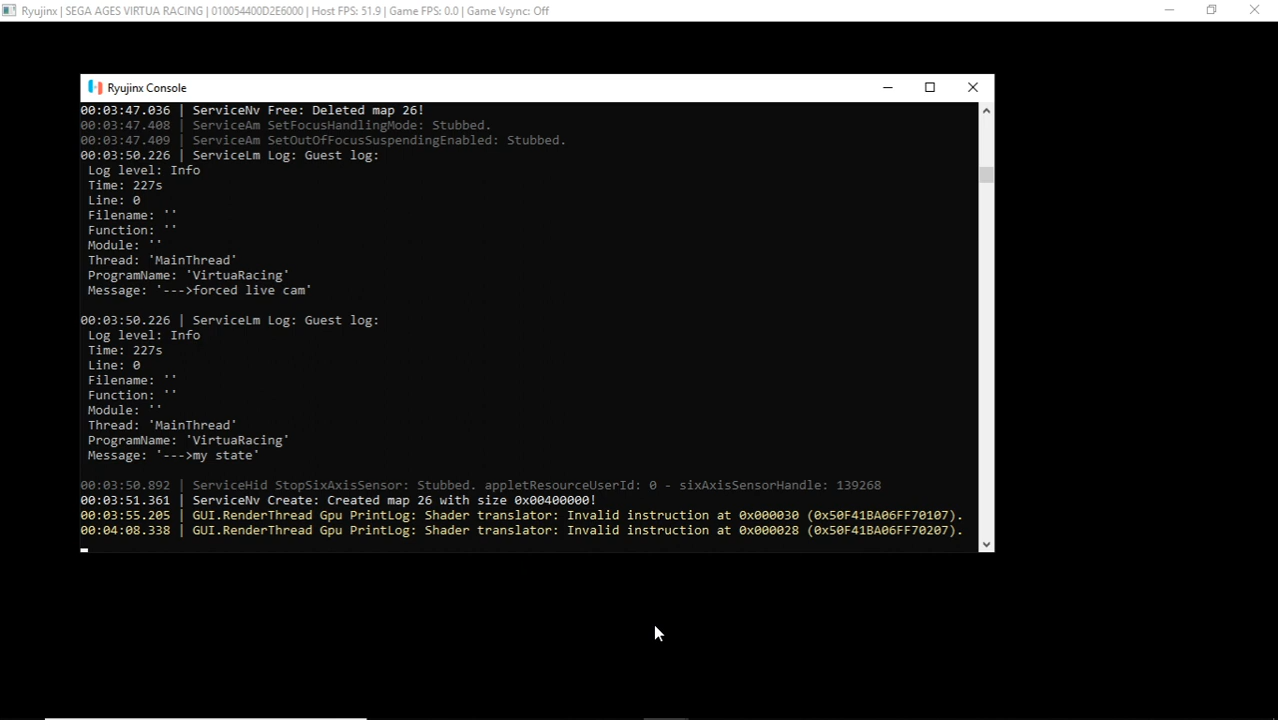 Ryujinx | SEGA AGES VIRTUA RACING | 010054400D2E6000 | Host FPS: 51.9 | Game FPS: 0.0 | Game Vsync: Off
Ryujinx Console
00:03:47.036 | ServiceNv Free: Deleted map 26!
00:03:47.408 | ServiceAm SetFocusHandlingMode: Stubbed.
00:03:47.409 | ServiceAm SetOutOfFocusSuspendingEnabled: Stubbed.
00:03:50.226 | ServiceLm Log: Guest log:
Log level: Info
Time: 227s
Line: 0
Filename: ''
Function: ''
Module: ''
Thread: 'MainThread'
ProgramName: 'VirtuaRacing'
Message: '--->forced live cam'
00:03:50.226 | ServiceLm Log: Guest log:
Log level: Info
Time: 227s
Line: 0
Filename: ''
Function: ''
Module: ''
Thread: 'MainThread'
ProgramName: 'VirtuaRacing'
Message: '--->my state'
00:03:50.892 | ServiceHid StopSixAxisSensor: Stubbed. appletResourceUserId: 0 - sixAxisSensorHandle: 139268
00:03:51.361 | ServiceNv Create: Created map 26 with size 0x00400000!
00:03:55.205 | GUI.RenderThread Gpu PrintLog: Shader translator: Invalid instruction at 0x000030 (0x50F41BA06FF70107).
00:04:08.338 | GUI.RenderThread Gpu PrintLog: Shader translator: Invalid instruction at 0x000028 (0x50F41BA06FF70207).